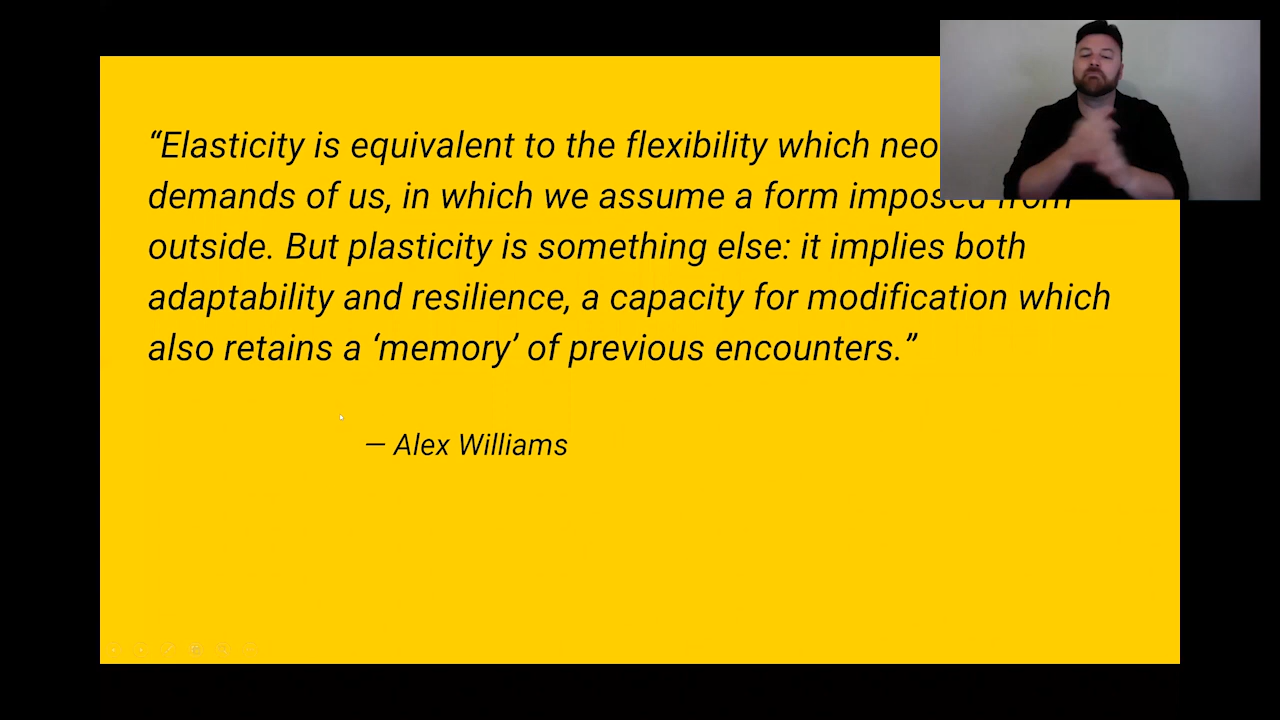 “Elasticity is equivalent to the flexibility which neo
demands of us, in which we assume a form imposed from
outside. But plasticity is something else: it implies both
adaptability and resilience, a capacity for modification which
also retains a ‘memory’ of previous encounters.”
— Alex Williams